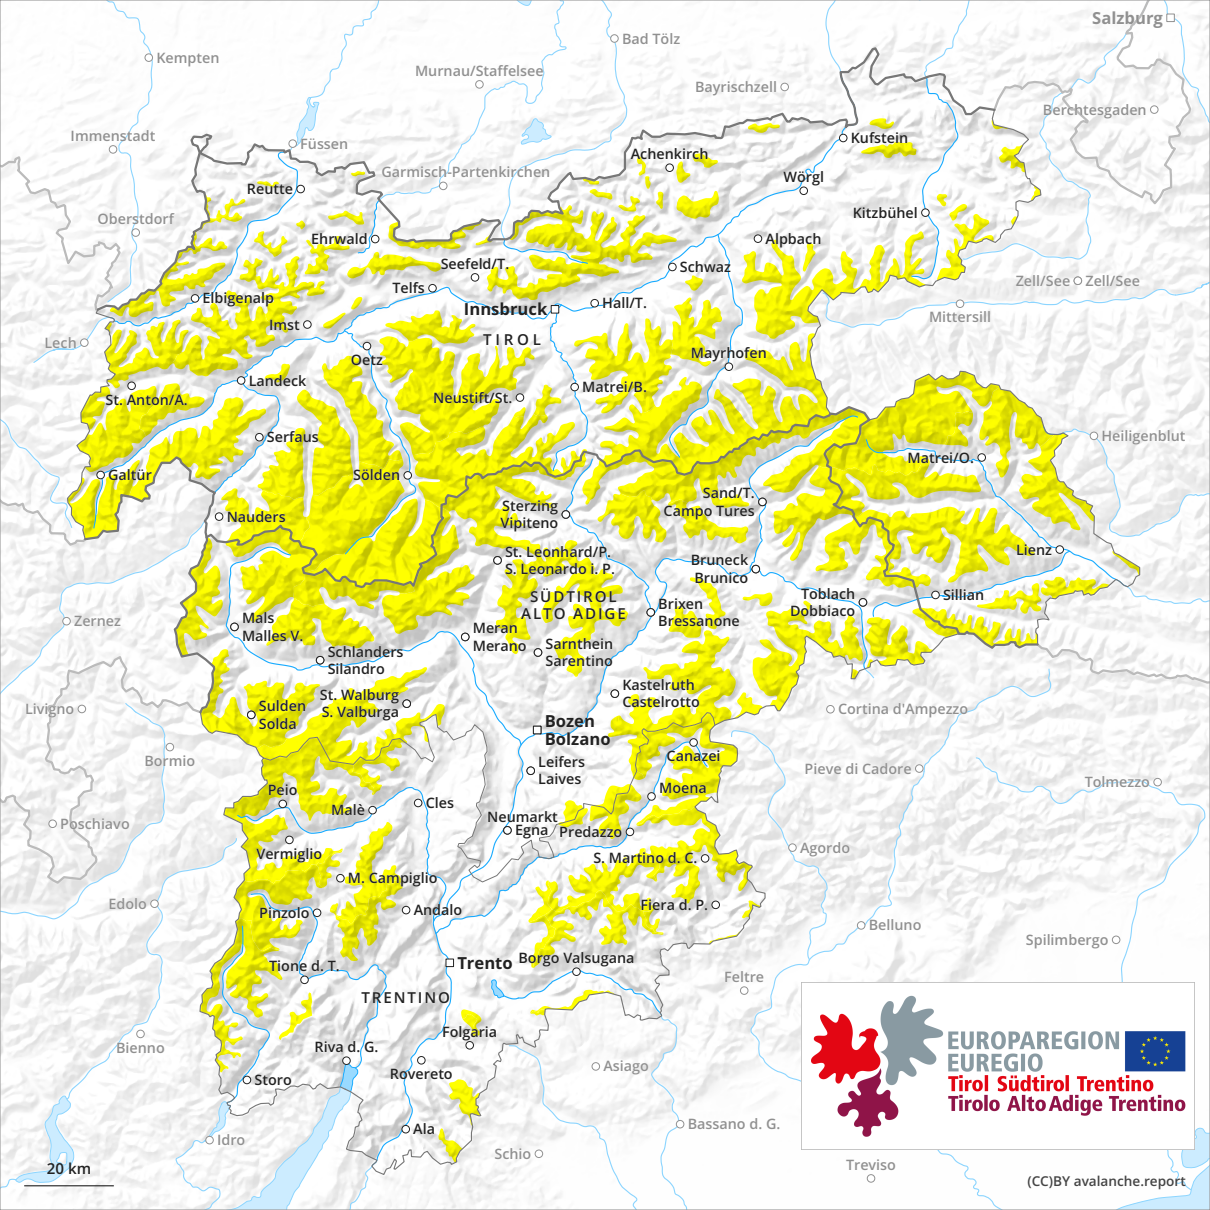 Salzburg
Kempten
Bad Tölz
Murnau/Staffelsee
Bayrischzell
Berchtesgaden
Immenstadt
Füssen
Kufstein
Achenkirch
Garmisch-Partenkirchen
Wörgl
Reutte
Oberstdorf
Kitzbühel
Ehrwald
Alpbach
Seefeld/T.
Schwaz
Zell/See
Zell/See
Telfs
Elbigenalp
Innsbruck
Hall/T.
Mittersill
Imst
TIROL
Lech
Oetz
Mayrhofen
Landeck
Matrei/B.
St. Anton/A.
Neustift/St.
Serfaus
Heiligenblut
Matrei/O.
Galtür
Sölden
Sand/T.
Campo Tures
Sterzing
Vipiteno
Nauders
St. Leonhard/P.
S. Leonardo i. P.
Lienz
Bruneck
Brunico
SÜDTIROL
ALTO ADIGE
Toblach
Dobbiaco
Sillian
Brixen
Bressanone
Zernez
Mals
Malles V.
Meran
Merano
Sarnthein
Sarentino
Schlanders
Silandro
Kastelruth
Castelrotto
St. Walburg
S. Valburga
Sulden
Solda
Livigno
Cortina d'Ampezzo
Bozen
Bolzano
Bormio
Canazei
Leifers
Laives
Pieve di Cadore
Tolmezzo
Peio
Moena
Malè
Cles
Neumarkt
Egna
Predazzo
Poschiavo
Vermiglio
S. Martino d. C.
Agordo
M. Campiglio
Edolo
Pinzolo
Andalo
Fiera d. P.
Belluno
Spilimbergo
Tione d. T.
Trento
Borgo Valsugana
Feltre
TRENTINO
Folgaria
Bienno
Riva d. G.
Rovereto
Asiago
Storo
EUROPAREGION
EUREGIO
Tirol Südtirol Trentino
Tirolo Alto Adige Trentino
Ala
Bassano d. G.
Idro
Schio
Treviso
20 km
(CC)BY avalanche.report